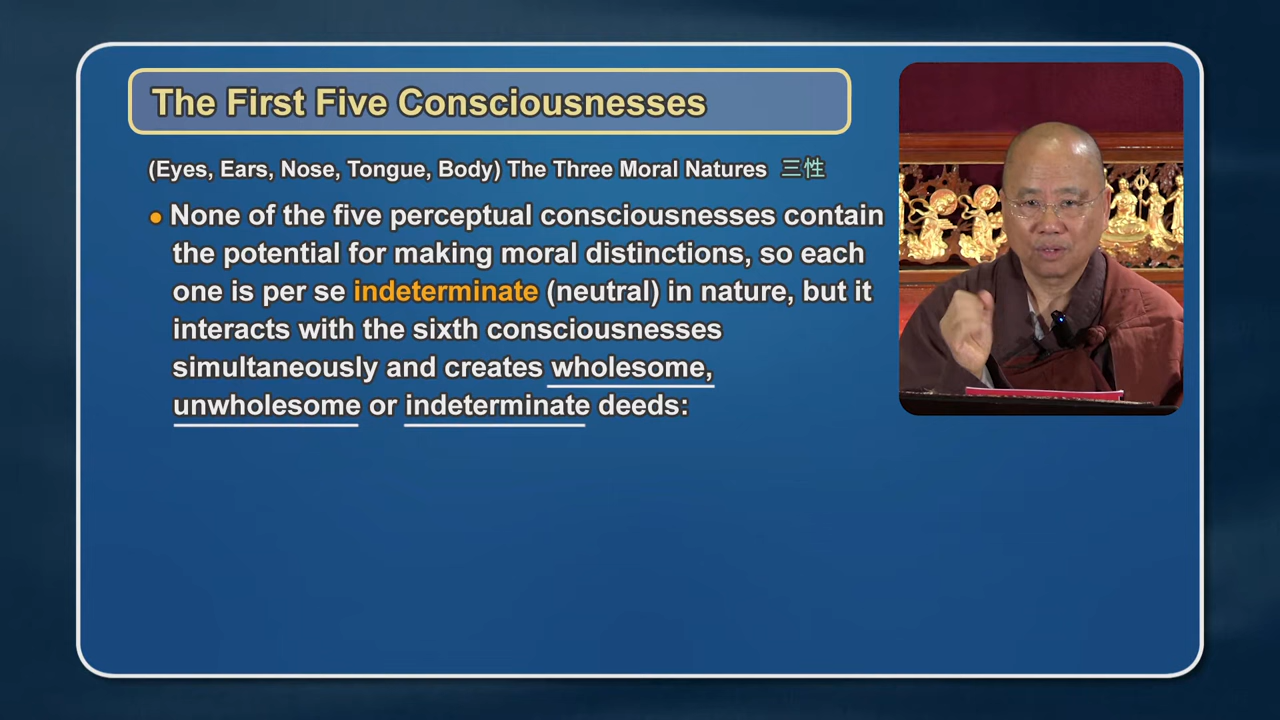 The First Five Consciousnesses
(Eyes, Ears, Nose, Tongue, Body) The Three Moral Natures 三性
• None of the five perceptual consciousnesses contain
the potential for making moral distinctions, so each
one is per se indeterminate (neutral) in nature, but it
interacts with the sixth consciousnesses
simultaneously and creates wholesome,
unwholesome or indeterminate deeds: